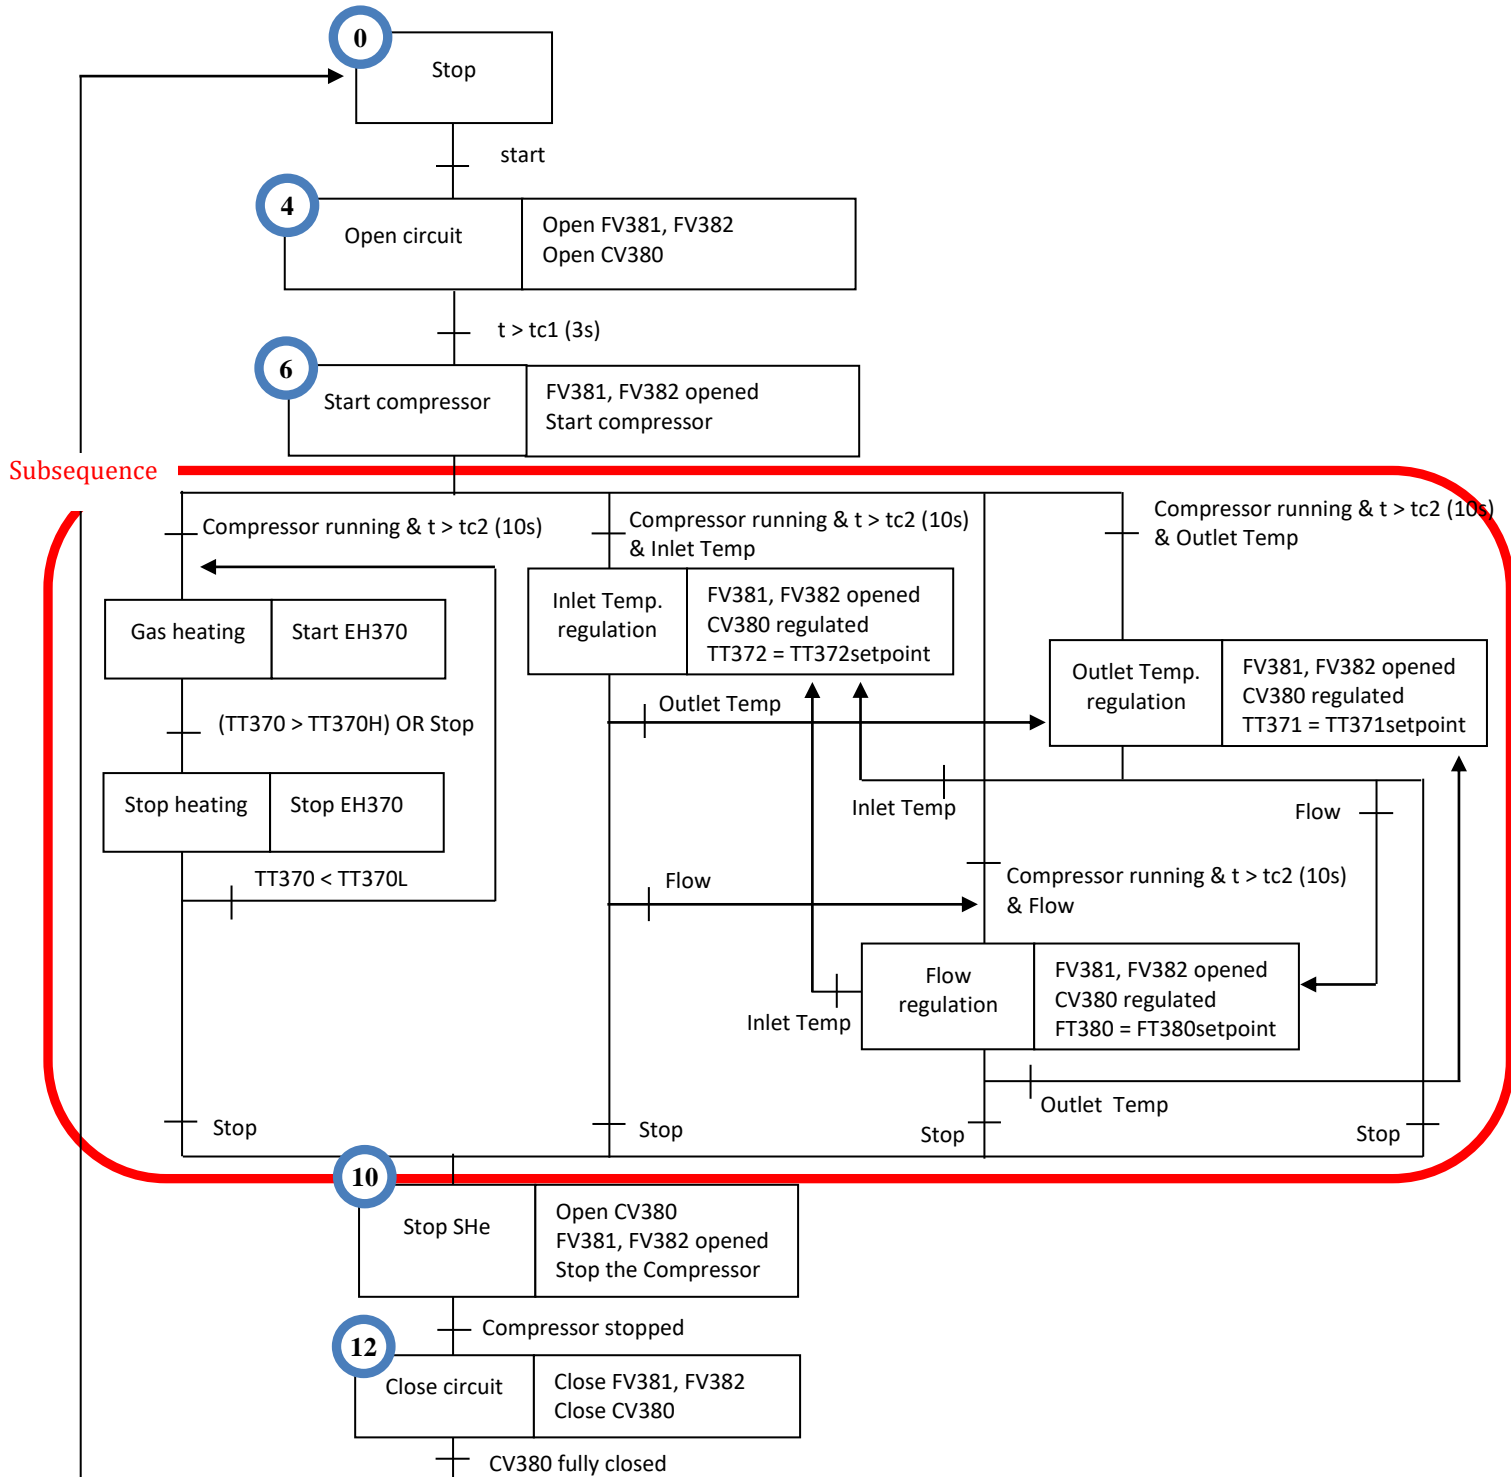 0
Stop
start
4
Open circuit
Open FV381, FV382
Open CV380
t > tc1 (3s)
6
Start compressor
FV381, FV382 opened
Start compressor
Subsequence
Compressor running & t > tc2 (10s)
Compressor running & t > tc2 (10s)
& Inlet Temp
Compressor running & t > tc2 (10s)
& Outlet Temp
Gas heating
Start EH370
Inlet Temp.
regulation
FV381, FV382 opened
CV380 regulated
TT372 = TT372setpoint
Outlet Temp.
regulation
FV381, FV382 opened
CV380 regulated
TT371 = TT371setpoint
(TT370 > TT370H) OR Stop
Outlet Temp
Stop heating
Stop EH370
Inlet Temp
Flow
TT370 < TT370L
Flow
Compressor running & t > tc2 (10s)
& Flow
Flow
regulation
FV381, FV382 opened
CV380 regulated
FT380 = FT380setpoint
Inlet Temp
Outlet  Temp
Stop
Stop
Stop
Stop
10
Stop SHe
Open CV380
FV381, FV382 opened
Stop the Compressor
Compressor stopped
12
Close circuit
Close FV381, FV382
Close CV380
CV380 fully closed